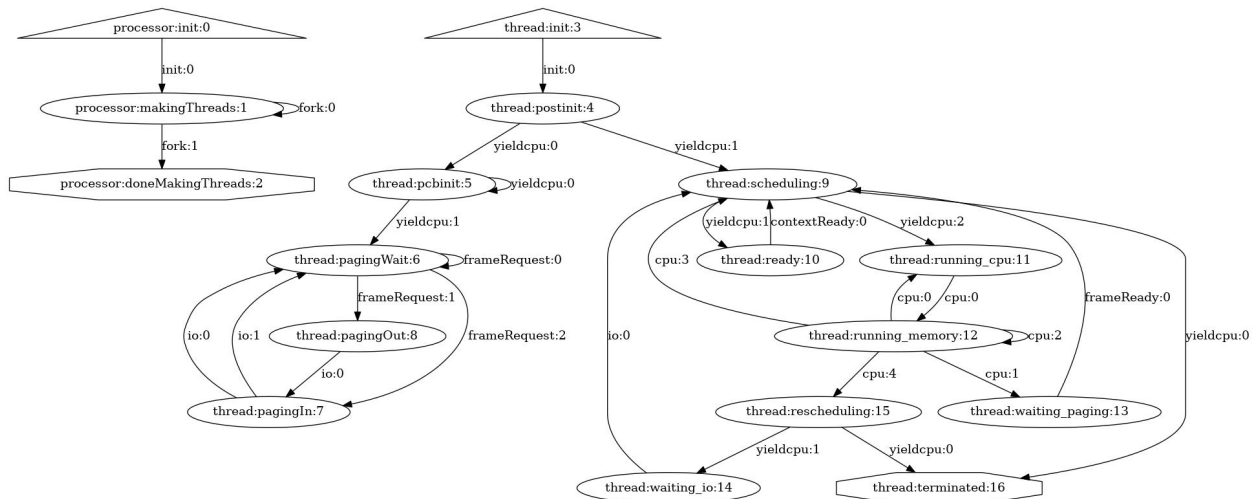 processor:init:0
thread:init:3
init:0
init:0
processor:makingThreads:1
fork:0
thread:postinit:4
fork:1
yieldcpu:0
yieldcpu:1
processor:doneMakingThreads:2
thread:pcbinit:5
yieldcpu:0
thread:scheduling:9
yieldcpu:1
yieldcpu:1
contextReady:0
yieldcpu:2
thread:pagingWait:6
frameRequest:0
cpu:3
thread:ready:10
thread:running_cpu:11
frameRequest:1
cpu:0
cpu:0
frameReady:0
io:0
io:1
thread:pagingOut:8
frameRequest:2
io:0
thread:running_memory:12
cpu:2
yieldcpu:0
io:0
cpu:4
cpu:1
thread:pagingIn:7
thread:rescheduling:15
thread:waiting_paging:13
yieldcpu:1
yieldcpu:0
thread:waiting_io:14
thread:terminated:16